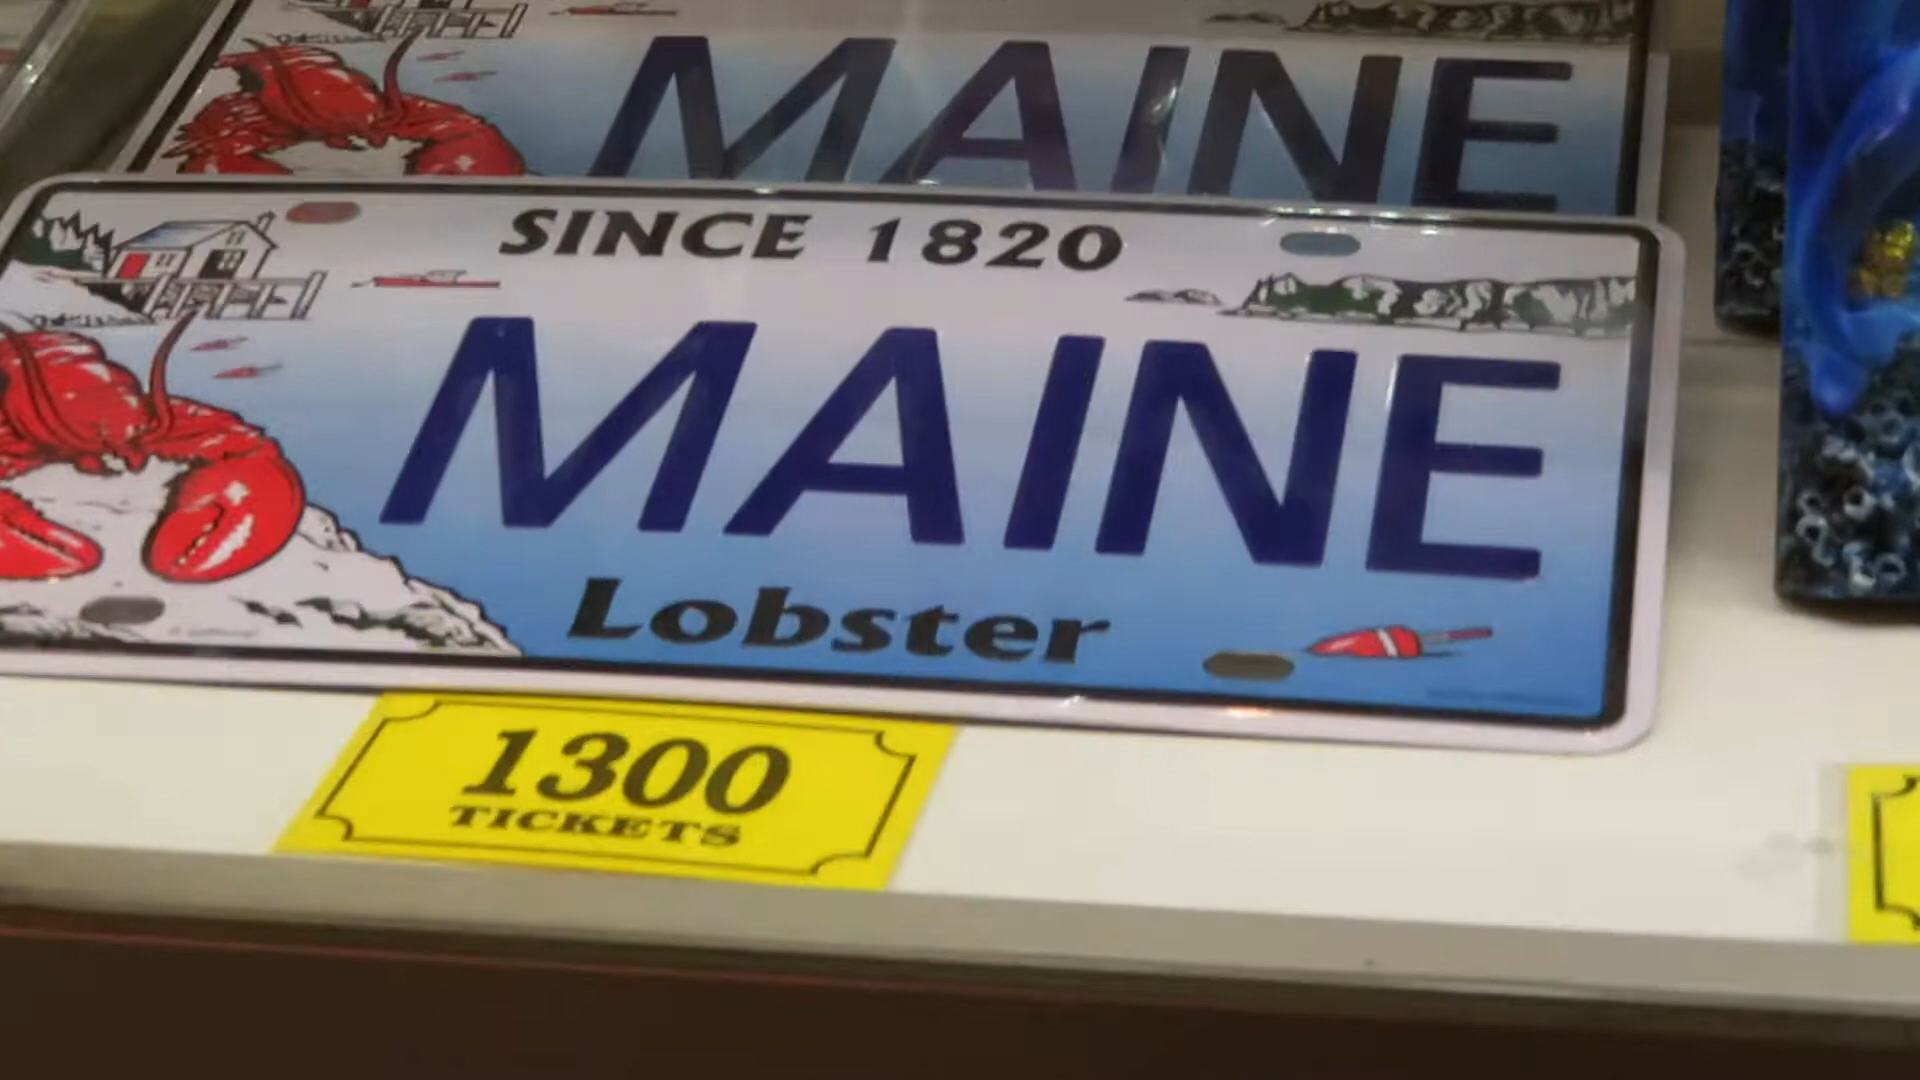 MAINE
SINCE 1820
MAINE
Lobster
1300
TICKETS